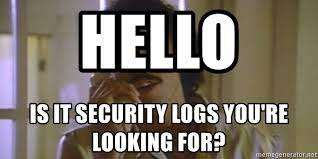 HELLO
IS IT SECURITY LOGS YOU'RE
LOOKING FOR?
memegenerator.net